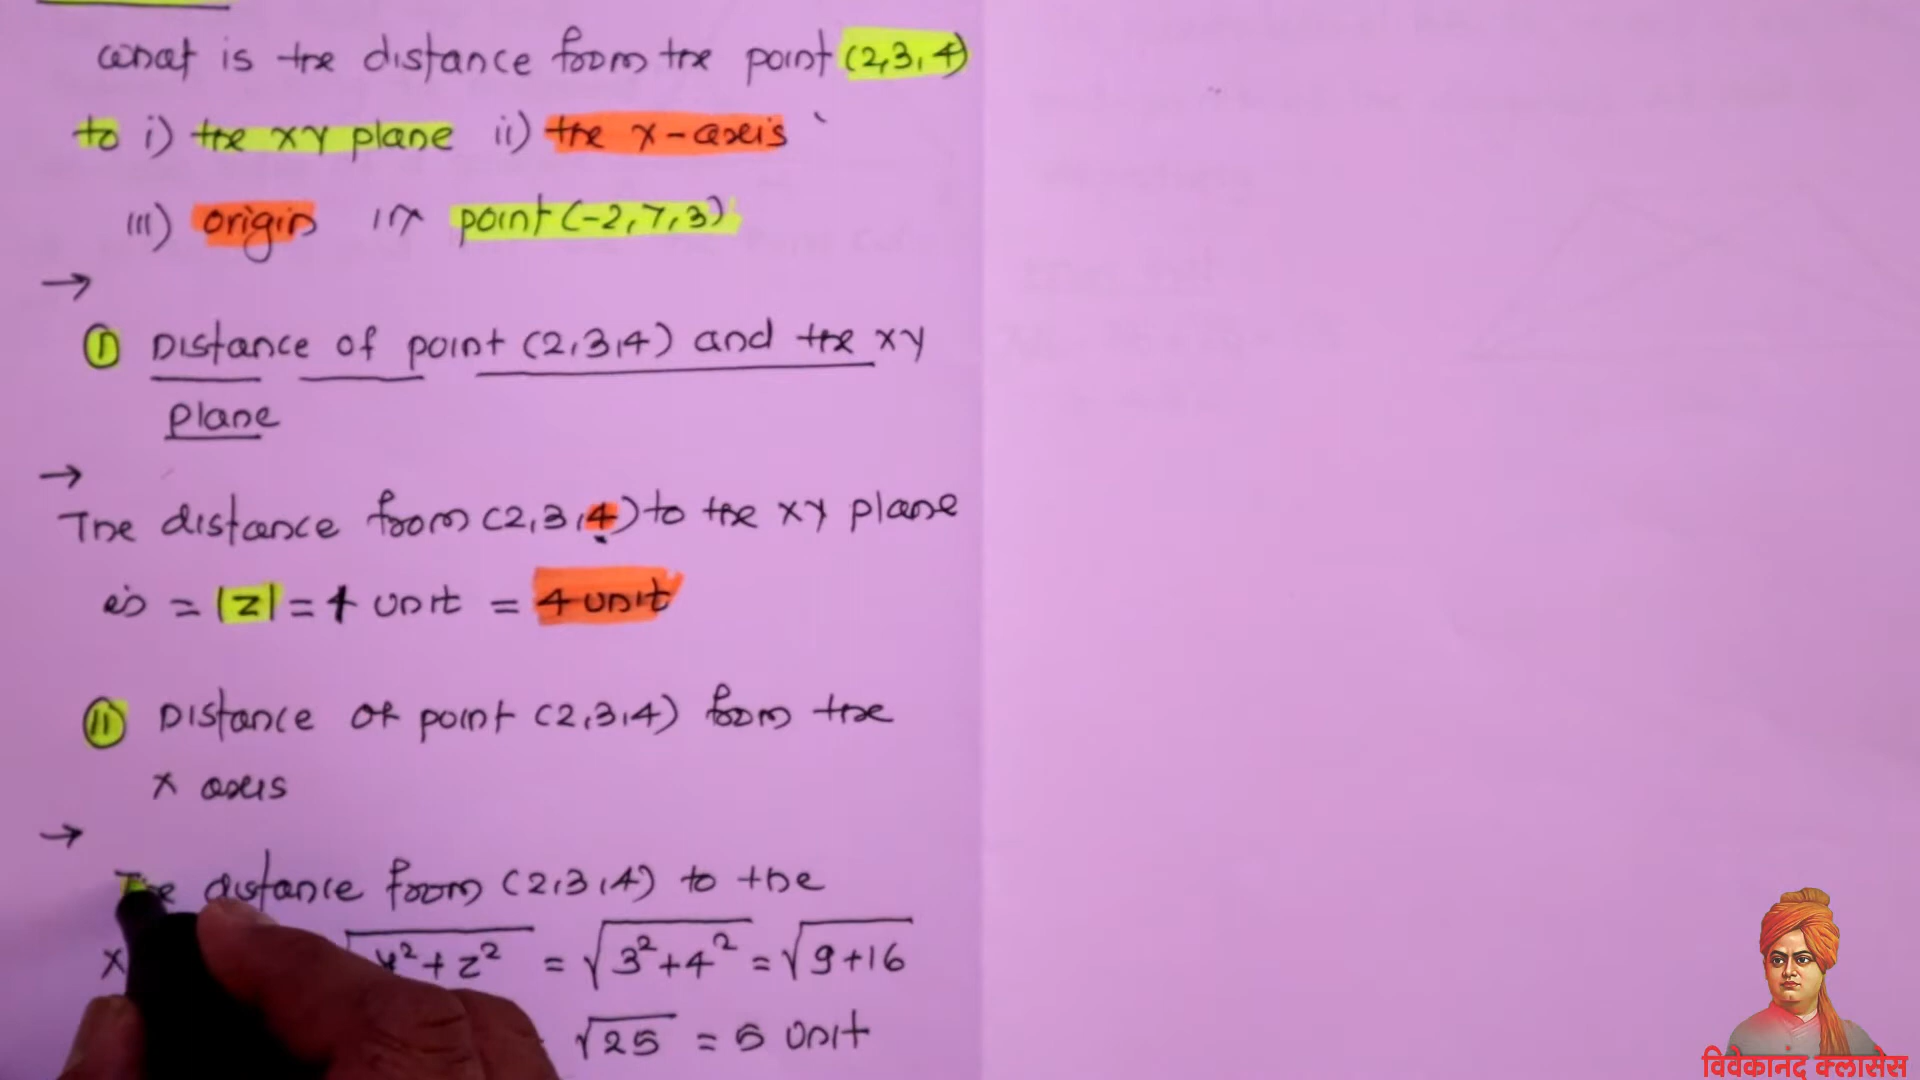 What is the distance from the point (2,3,4)
to i) the XY plane ii) the x-axis
iii) origin iv point (-2,7,3)
→
i Distance of point (2,3,4) and the xy
plane
→
The distance from (2,3,4) to the xy plane
is = |z| = 4 unit = 4 unit
ii Distance of point (2,3,4) from the
x axis
→
The distance from (2,3,4) to the
X √y²+z² = √3²+4² = √9+16
√25 = 5 unit
विवेकानंद क्लासेस